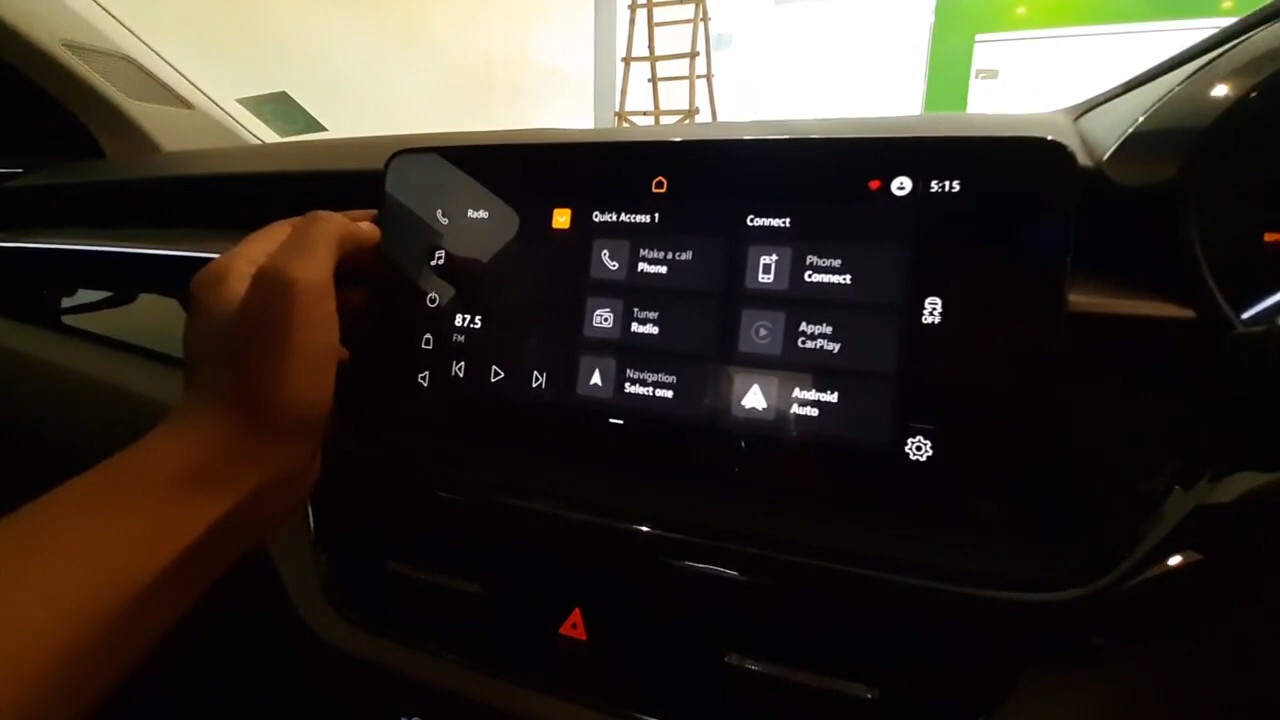 5:15
Radio
87.5
FM
Quick Access 1
Make a call
Phone
Tuner
Radio
Navigation
Select one
Connect
Phone
Connect
Apple
CarPlay
Android
Auto
OFF